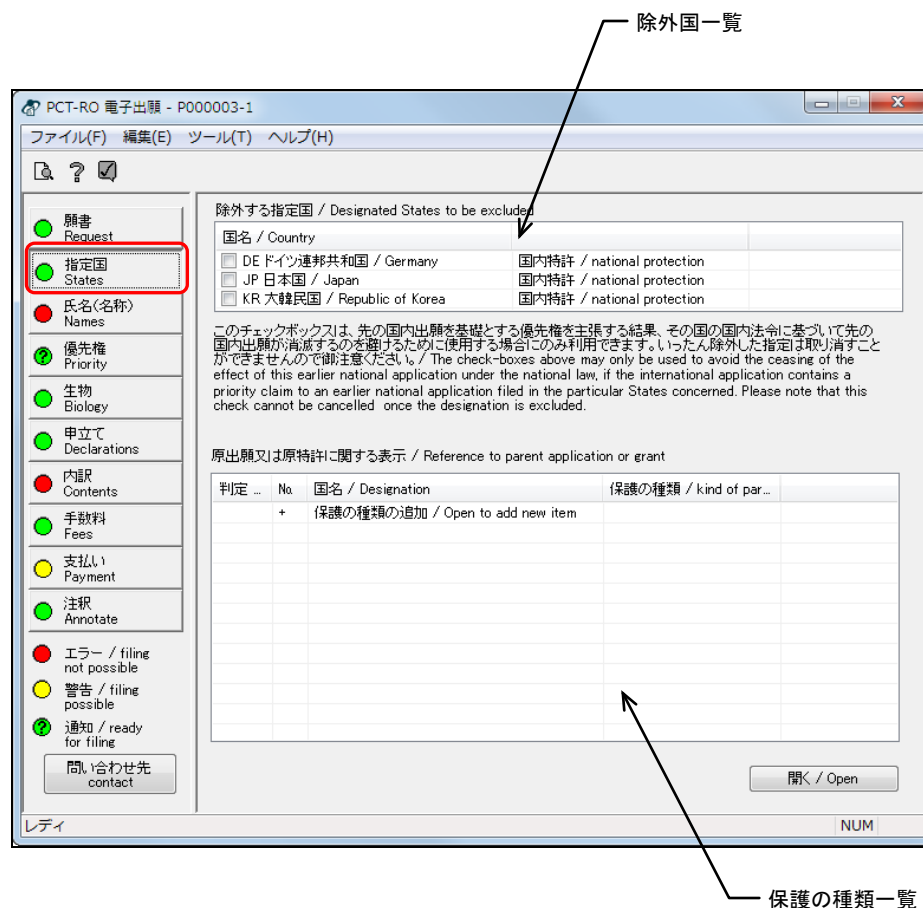 除外国一覧
PCT-RO 電子出願 - P000003-1
ファイル(F) 編集(E) ツール(T) ヘルプ(H)
願書
Request
指定国
States
氏名(名称)
Names
優先権
Priority
生物
Biology
申立て
Declarations
内訳
Contents
手数料
Fees
支払い
Payment
注釈
Annotate
エラー / filing
not possible
警告 / filing
possible
通知 / ready
for filing
問い合わせ先
contact
除外する指定国 / Designated States to be excluded
国名 / Country
DE ドイツ連邦共和国 / Germany 国内特許 / national protection
JP 日本国 / Japan 国内特許 / national protection
KR 大韓民国 / Republic of Korea 国内特許 / national protection
このチェックボックスは、先の国内出願を基礎とする優先権を主張する結果、その国の国内法令に基づいて先の
国内出願が消滅するのを避けるために使用する場合にのみ利用できます。いったん除外した指定は取り消すこと
ができませんので御注意ください。/ The check-boxes above may only be used to avoid the ceasing of the
effect of this earlier national application under the national law, if the international application contains a
priority claim to an earlier national application filed in the particular States concerned. Please note that this
check cannot be cancelled once the designation is excluded.
原出願又は原特許に関する表示 / Reference to parent application or grant
判定 ... No. 国名 / Designation 保護の種類 / kind of par...
+ 保護の種類の追加 / Open to add new item
開く / Open
レディ NUM
保護の種類一覧